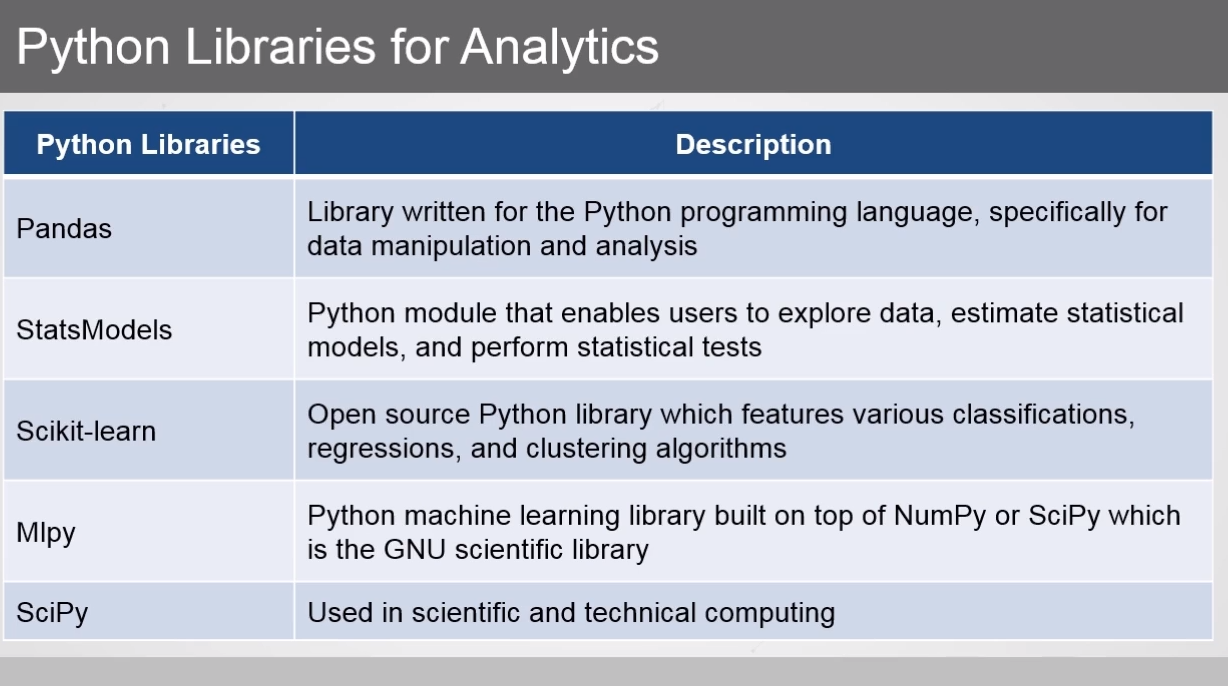 Python Libraries for Analytics
Python Libraries
Description
Pandas
Library written for the Python programming language, specifically for
data manipulation and analysis
StatsModels
Python module that enables users to explore data, estimate statistical
models, and perform statistical tests
Scikit-learn
Open source Python library which features various classifications,
regressions, and clustering algorithms
Mlpy
Python machine learning library built on top of NumPy or SciPy which
is the GNU scientific library
SciPy
Used in scientific and technical computing